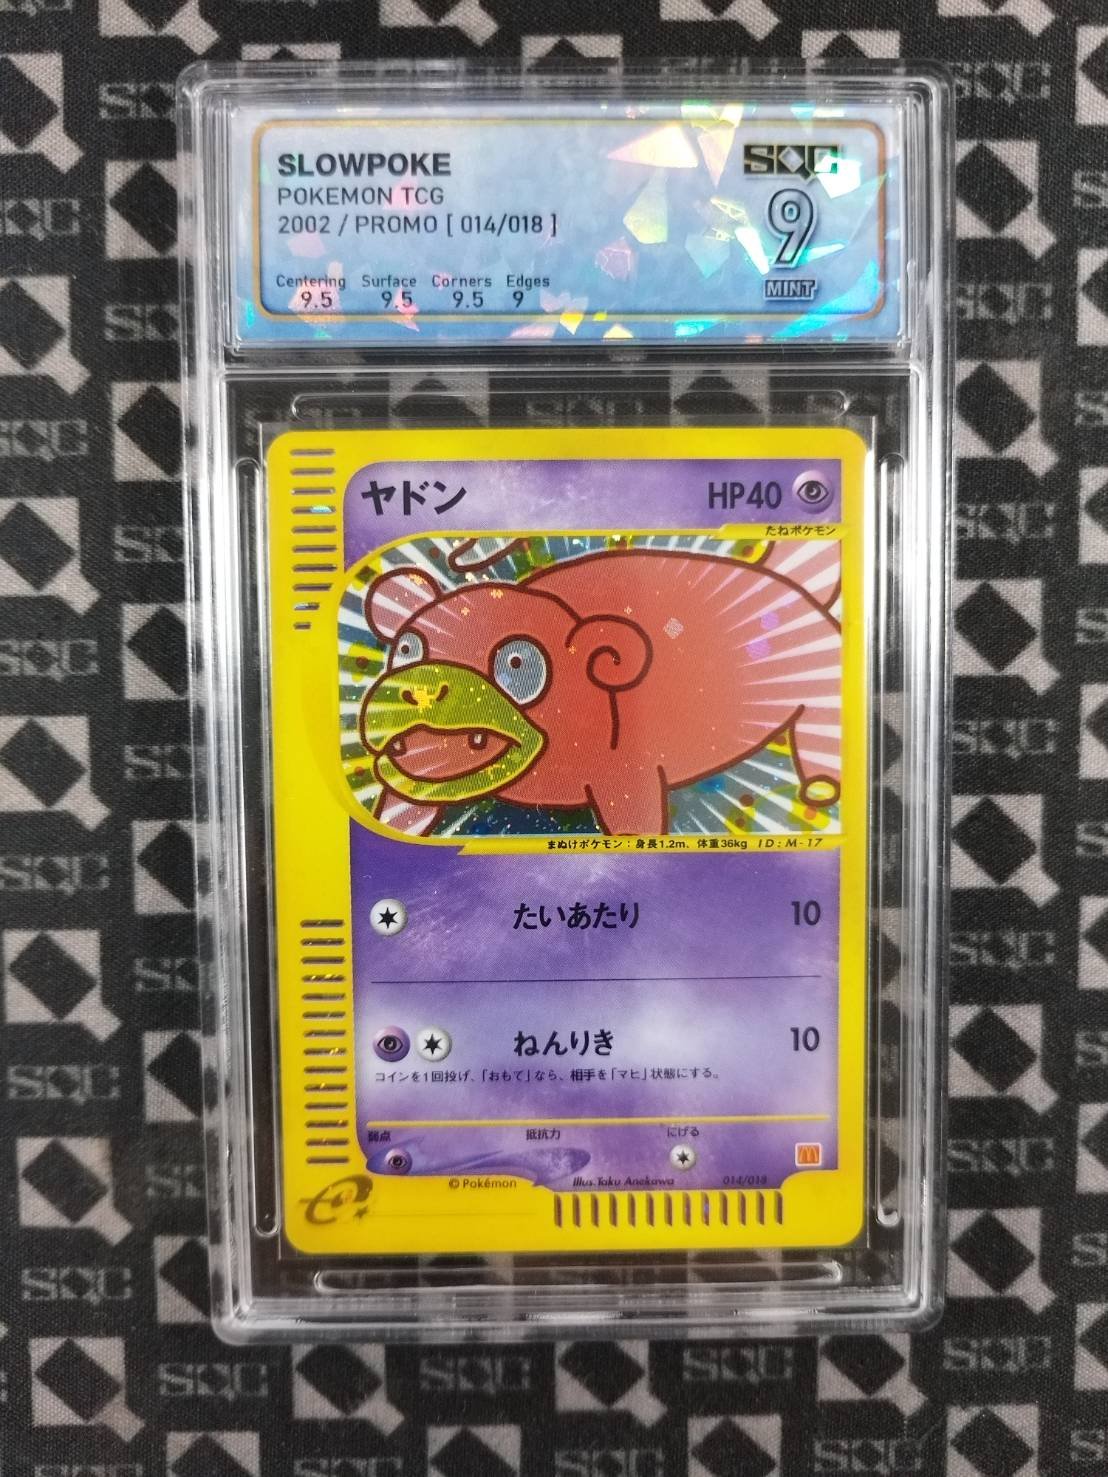 SLOWPOKE
POKEMON TCG
2002 / PROMO [ 014/018 ]
Centering Surface Corners Edges
9.5 9.5 9.5 9
SQC
9
MINT
ヤドン HP40
たねポケモン
まぬけポケモン：身長1.2m、体重36kg ID:M-17
たいあたり 10
ねんりき 10
コインを1回投げ、「おもて」なら、相手を「マヒ」状態にする。
弱点 抵抗力 にげる
©Pokémon Illus.Taku Anekawa 014/018